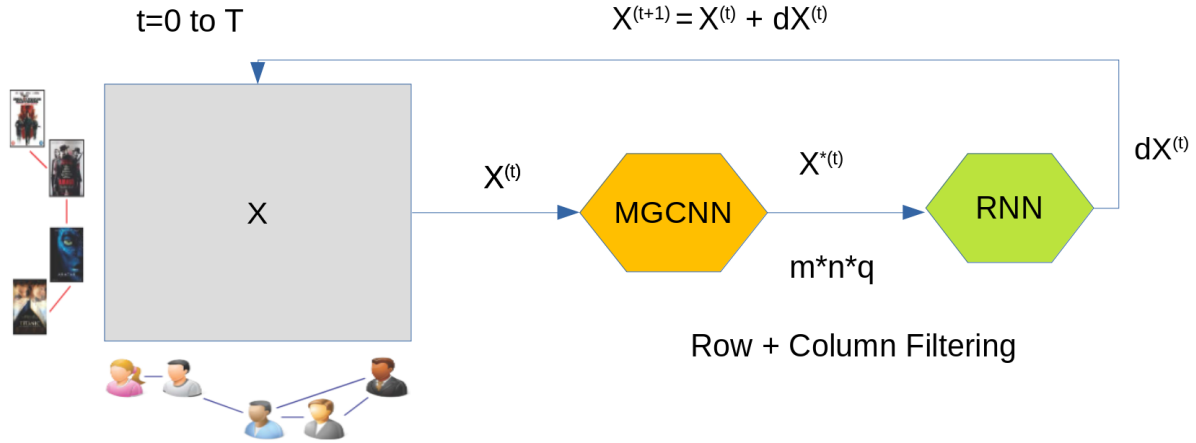 t=0 to T
X⁽ᵗ⁺¹⁾ = X⁽ᵗ⁾ + dX⁽ᵗ⁾
X
X⁽ᵗ⁾
MGCNN
X*⁽ᵗ⁾
m*n*q
RNN
dX⁽ᵗ⁾
Row + Column Filtering